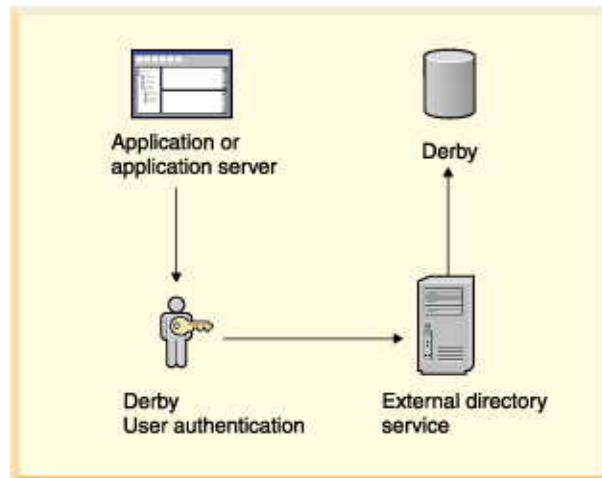 Application or
application server
Derby
Derby
User authentication
External directory
service